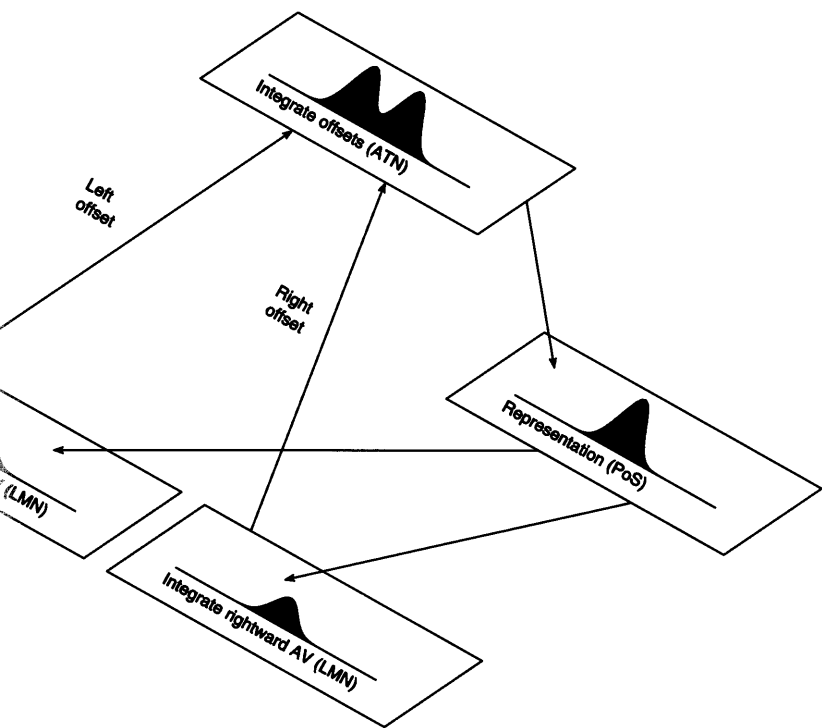 Integrate offsets (ATN)
Left
offset
Right
offset
Representation (PoS)
(LMN)
Integrate rightward AV (LMN)